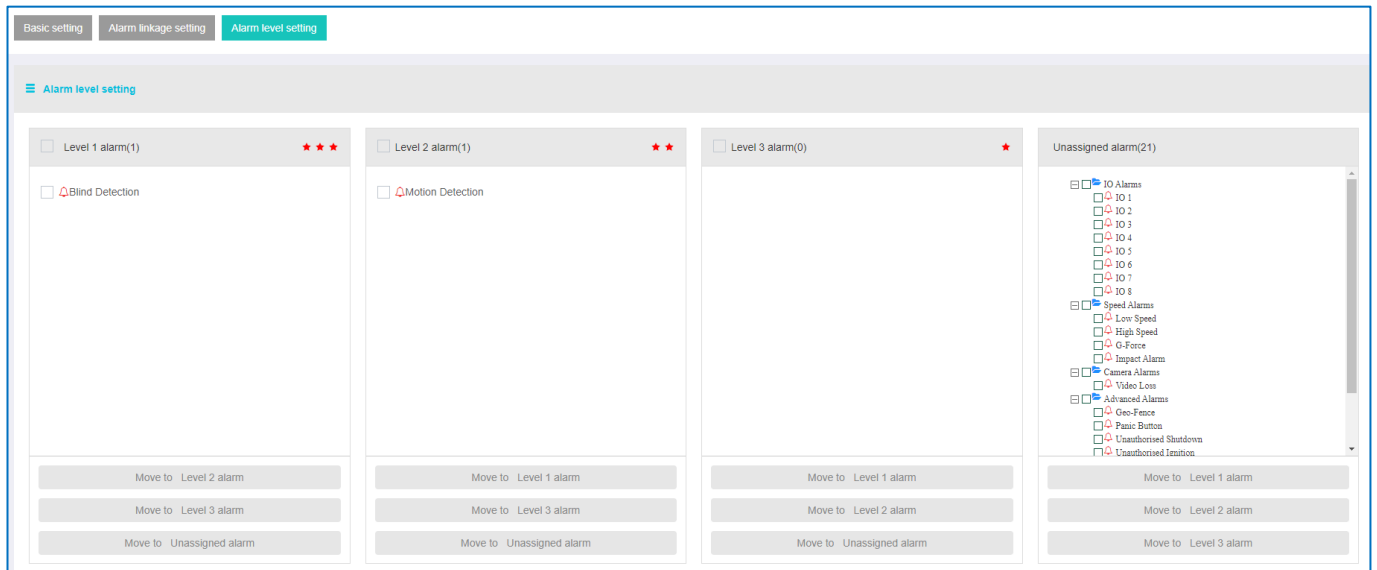 Basic setting
Alarm linkage setting
Alarm level setting
Alarm level setting
Level 1 alarm(1)
Blind Detection
Move to Level 2 alarm
Move to Level 3 alarm
Move to Unassigned alarm
Level 2 alarm(1)
Motion Detection
Move to Level 1 alarm
Move to Level 3 alarm
Move to Unassigned alarm
Level 3 alarm(0)
Move to Level 1 alarm
Move to Level 2 alarm
Move to Unassigned alarm
Unassigned alarm(21)
IO Alarms
IO 1
IO 2
IO 3
IO 4
IO 5
IO 6
IO 7
IO 8
Speed Alarms
Low Speed
High Speed
G-Force
Impact Alarm
Camera Alarms
Video Loss
Advanced Alarms
Geo-Fence
Panic Button
Unauthorised Shutdown
Unauthorised Ignition
Move to Level 1 alarm
Move to Level 2 alarm
Move to Level 3 alarm